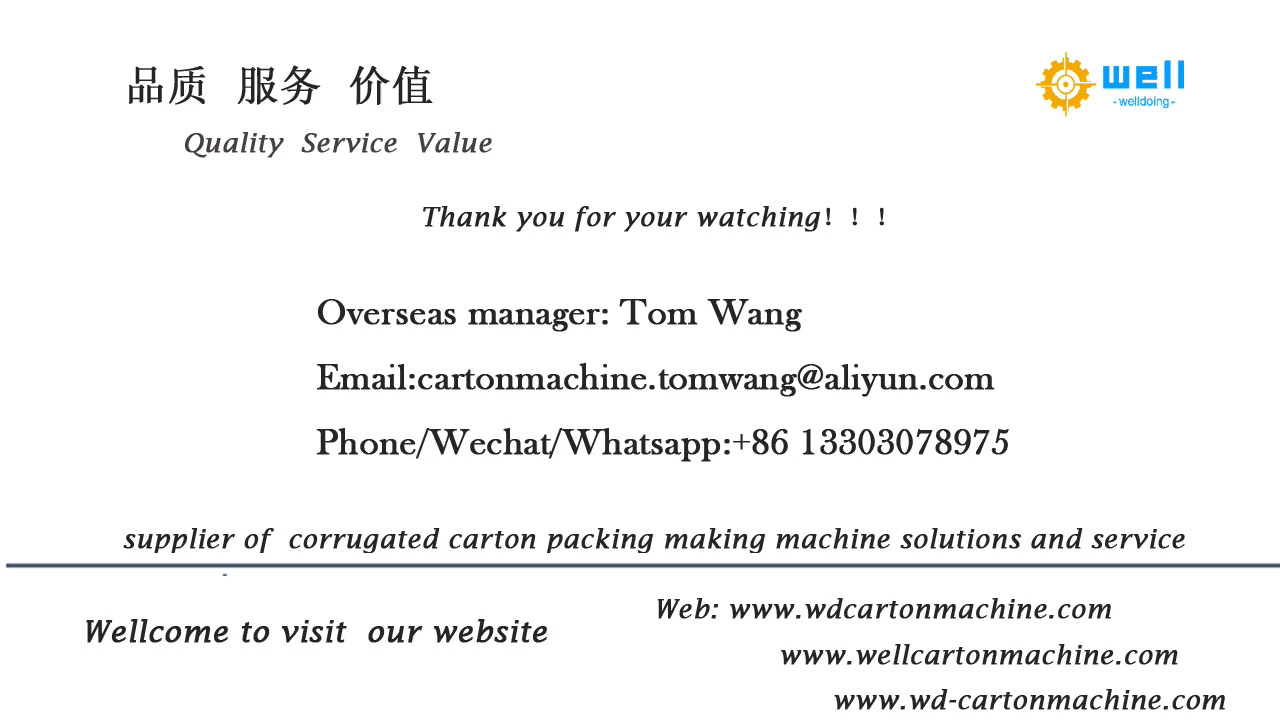 品质 服务 价值
well
-welldoing-
Quality Service Value
Thank you for your watching！！！
Overseas manager: Tom Wang
Email:cartonmachine.tomwang@aliyun.com
Phone/Wechat/Whatsapp:+86 13303078975
supplier of corrugated carton packing making machine solutions and service
Wellcome to visit our website
Web: www.wdcartonmachine.com
www.wellcartonmachine.com
www.wd-cartonmachine.com